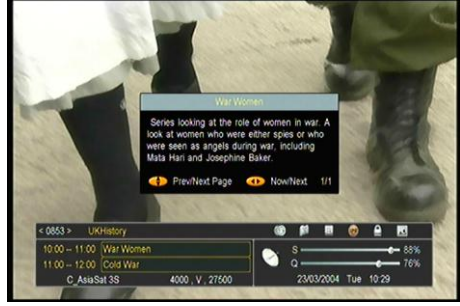 War Women
Series looking at the role of women in war. A
look at women who were either spies or who
were seen as angels during war, including
Mata Hari and Josephine Baker.
Prev/Next Page Now/Next 1/1
< 0853 > UKHistory
10:00 -- 11:00 War Women
11:00 -- 12:00 Cold War
S 88%
Q 76%
C_AsiaSat 3S 4000 , V , 27500 23/03/2004 Tue 10:29